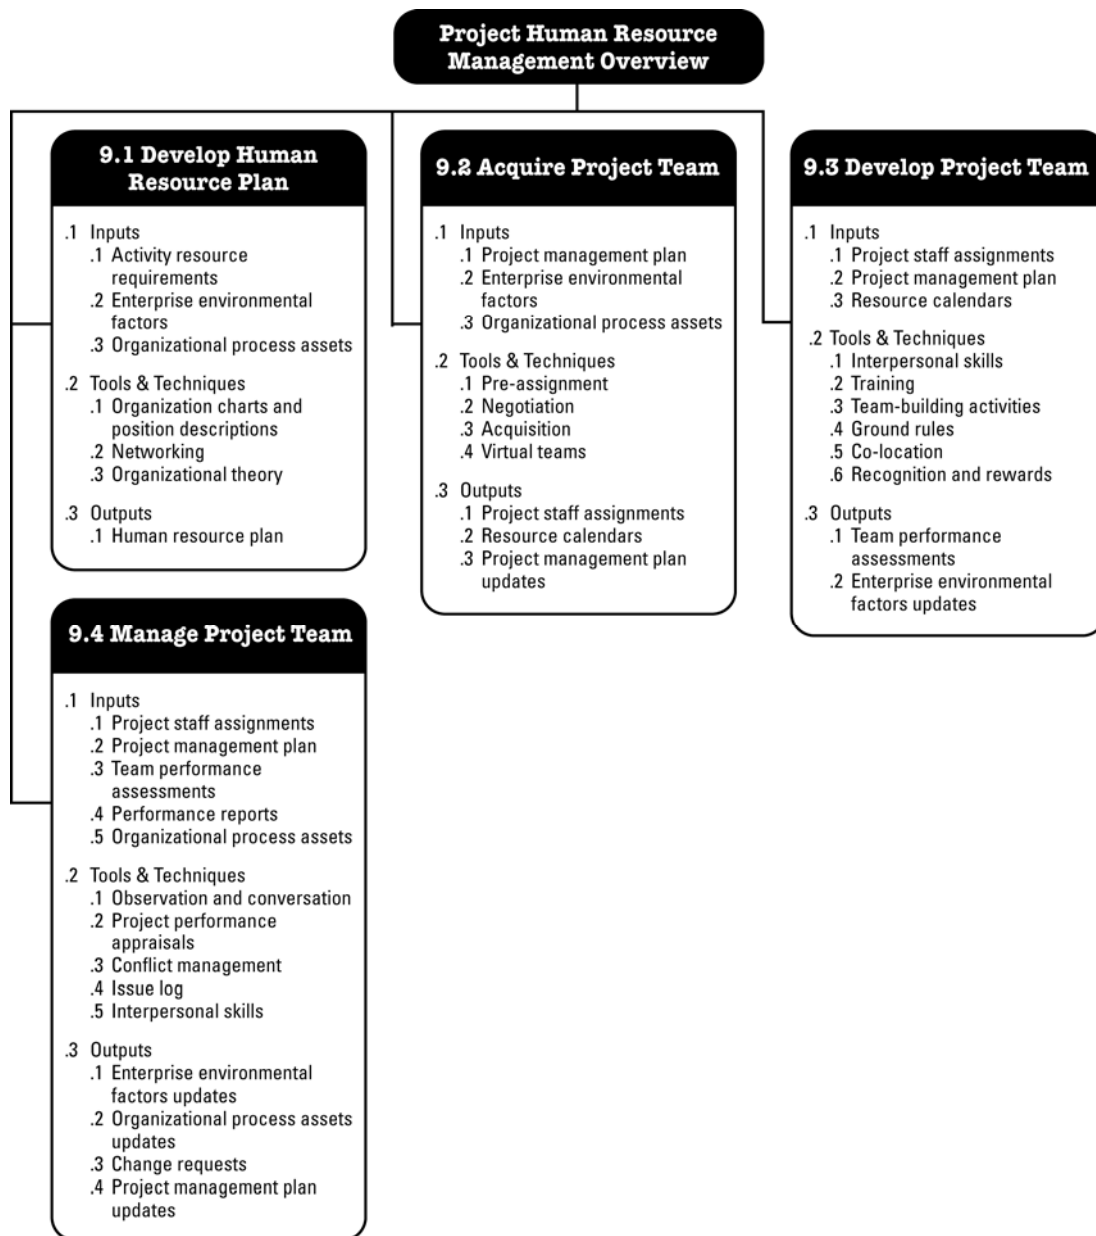 Project Human Resource
Management Overview
9.1 Develop Human
Resource Plan
.1 Inputs
.1 Activity resource
requirements
.2 Enterprise environmental
factors
.3 Organizational process assets
.2 Tools & Techniques
.1 Organization charts and
position descriptions
.2 Networking
.3 Organizational theory
.3 Outputs
.1 Human resource plan
9.2 Acquire Project Team
.1 Inputs
.1 Project management plan
.2 Enterprise environmental
factors
.3 Organizational process assets
.2 Tools & Techniques
.1 Pre-assignment
.2 Negotiation
.3 Acquisition
.4 Virtual teams
.3 Outputs
.1 Project staff assignments
.2 Resource calendars
.3 Project management plan
updates
9.3 Develop Project Team
.1 Inputs
.1 Project staff assignments
.2 Project management plan
.3 Resource calendars
.2 Tools & Techniques
.1 Interpersonal skills
.2 Training
.3 Team-building activities
.4 Ground rules
.5 Co-location
.6 Recognition and rewards
.3 Outputs
.1 Team performance
assessments
.2 Enterprise environmental
factors updates
9.4 Manage Project Team
.1 Inputs
.1 Project staff assignments
.2 Project management plan
.3 Team performance
assessments
.4 Performance reports
.5 Organizational process assets
.2 Tools & Techniques
.1 Observation and conversation
.2 Project performance
appraisals
.3 Conflict management
.4 Issue log
.5 Interpersonal skills
.3 Outputs
.1 Enterprise environmental
factors updates
.2 Organizational process assets
updates
.3 Change requests
.4 Project management plan
updates